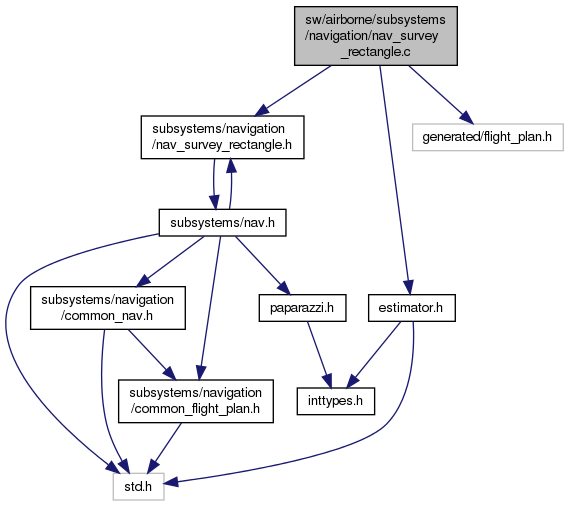 sw/airborne/subsystems
/navigation/nav_survey
_rectangle.c
subsystems/navigation
/nav_survey_rectangle.h
generated/flight_plan.h
subsystems/nav.h
subsystems/navigation
/common_nav.h
paparazzi.h
estimator.h
subsystems/navigation
/common_flight_plan.h
inttypes.h
std.h